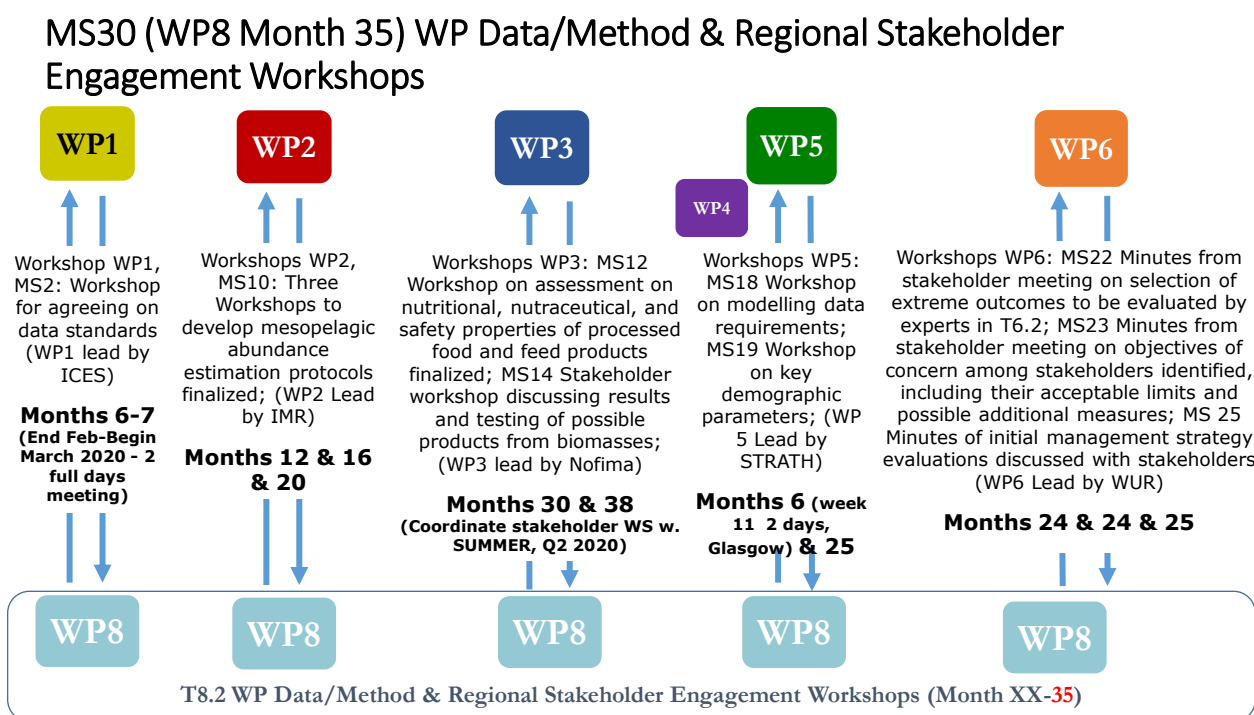 MS30 (WP8 Month 35) WP Data/Method & Regional Stakeholder
Engagement Workshops
WP1
Workshop WP1,
MS2: Workshop
for agreeing on
data standards
(WP1 lead by
ICES)
Months 6-7
(End Feb-Begin
March 2020 - 2
full days
meeting)
WP8
WP2
Workshops WP2,
MS10: Three
Workshops to
develop mesopelagic
abundance
estimation protocols
finalized; (WP2 Lead
by IMR)
Months 12 & 16
& 20
WP8
WP3
Workshops WP3: MS12
Workshop on assessment on
nutritional, nutraceutical, and
safety properties of processed
food and feed products
finalized; MS14 Stakeholder
workshop discussing results
and testing of possible
products from biomasses;
(WP3 lead by Nofima)
Months 30 & 38
(Coordinate stakeholder WS w.
SUMMER, Q2 2020)
WP8
WP4
WP5
Workshops WP5:
MS18 Workshop
on modelling data
requirements;
MS19 Workshop
on key
demographic
parameters; (WP
5 Lead by
STRATH)
Months 6 (week
11 2 days,
Glasgow) & 25
WP8
WP6
Workshops WP6: MS22 Minutes from
stakeholder meeting on selection of
extreme outcomes to be evaluated by
experts in T6.2; MS23 Minutes from
stakeholder meeting on objectives of
concern among stakeholders identified,
including their acceptable limits and
possible additional measures; MS 25
Minutes of initial management strategy
evaluations discussed with stakeholders
(WP6 Lead by WUR)
Months 24 & 24 & 25
WP8
T8.2 WP Data/Method & Regional Stakeholder Engagement Workshops (Month XX-35)